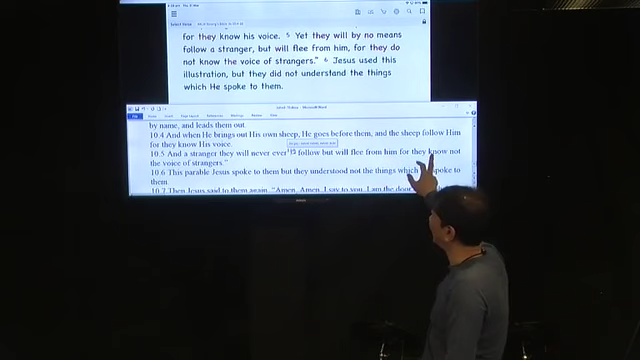 for they know his voice. 5 Yet they will by no means
follow a stranger, but will flee from him, for they do
not know the voice of strangers." 6 Jesus used this
illustration, but they did not understand the things
which He spoke to them.
by name, and leads them out
10.4 And when He brings out His own sheep, He goes before them, and the sheep follow Him
for they know His voice.
10.5 And a stranger they will never ever follow but will flee from him for they know not
the voice of strangers."
10.6 This parable Jesus spoke to them but they understood not the things which spoke to
them
10.7 Then Jesus said to them again, "Amen, Amen, I say to you, I am the door